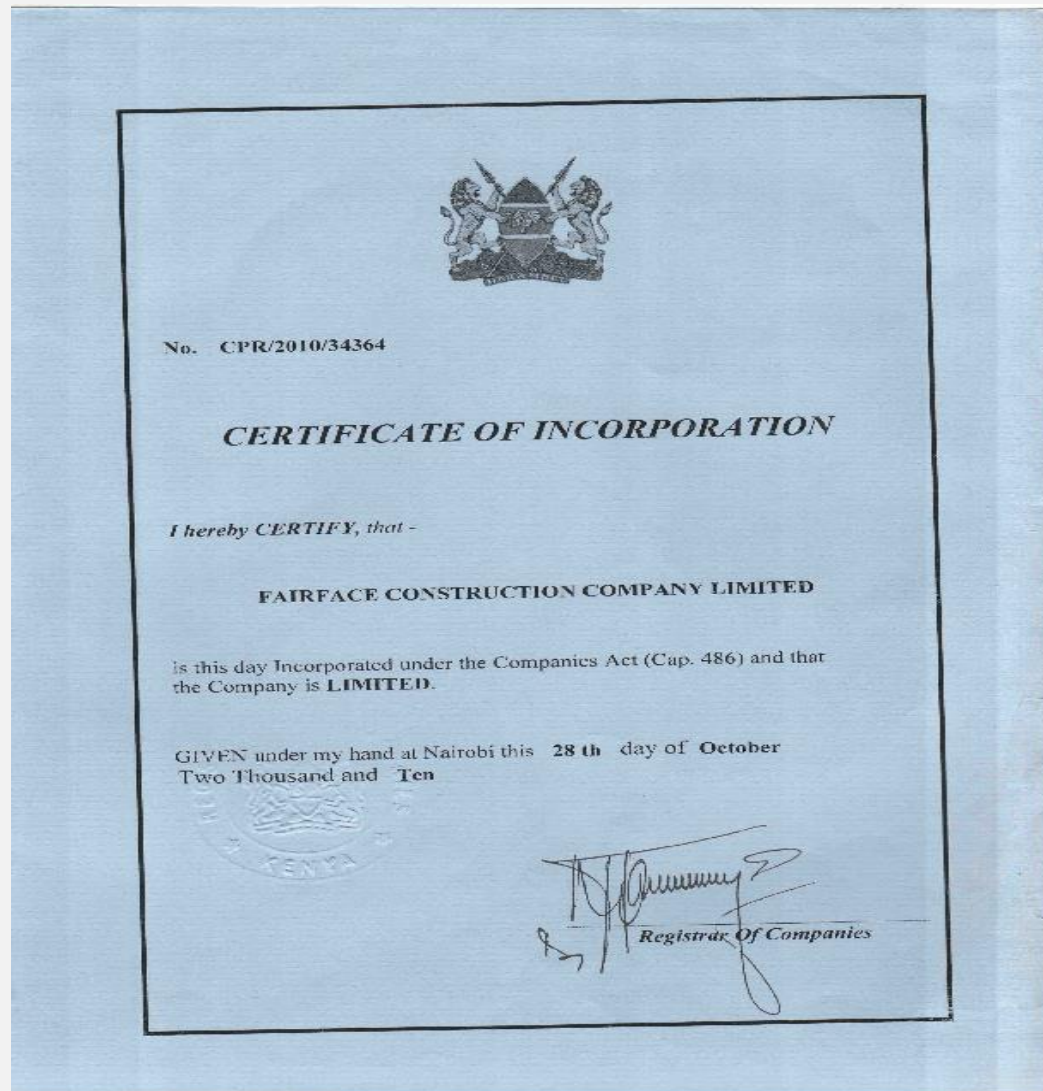 No. CPR/2010/34364
CERTIFICATE OF INCORPORATION
I hereby CERTIFY, that -
FAIRFACE CONSTRUCTION COMPANY LIMITED
is this day Incorporated under the Companies Act (Cap. 486) and that
the Company is LIMITED.
GIVEN under my hand at Nairobi this 28 th day of October
Two Thousand and Ten
KENYA
Registrar Of Companies